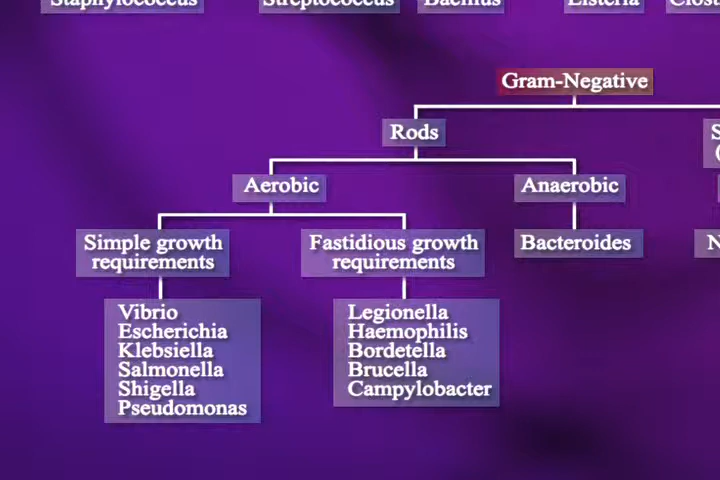 Staphylococcus Streptococcus Bacillus Listeria
Gram-Negative
Rods
Aerobic Anaerobic
Simple growth
requirements
Fastidious growth
requirements
Bacteroides
Vibrio
Escherichia
Klebsiella
Salmonella
Shigella
Pseudomonas
Legionella
Haemophilis
Bordetella
Brucella
Campylobacter